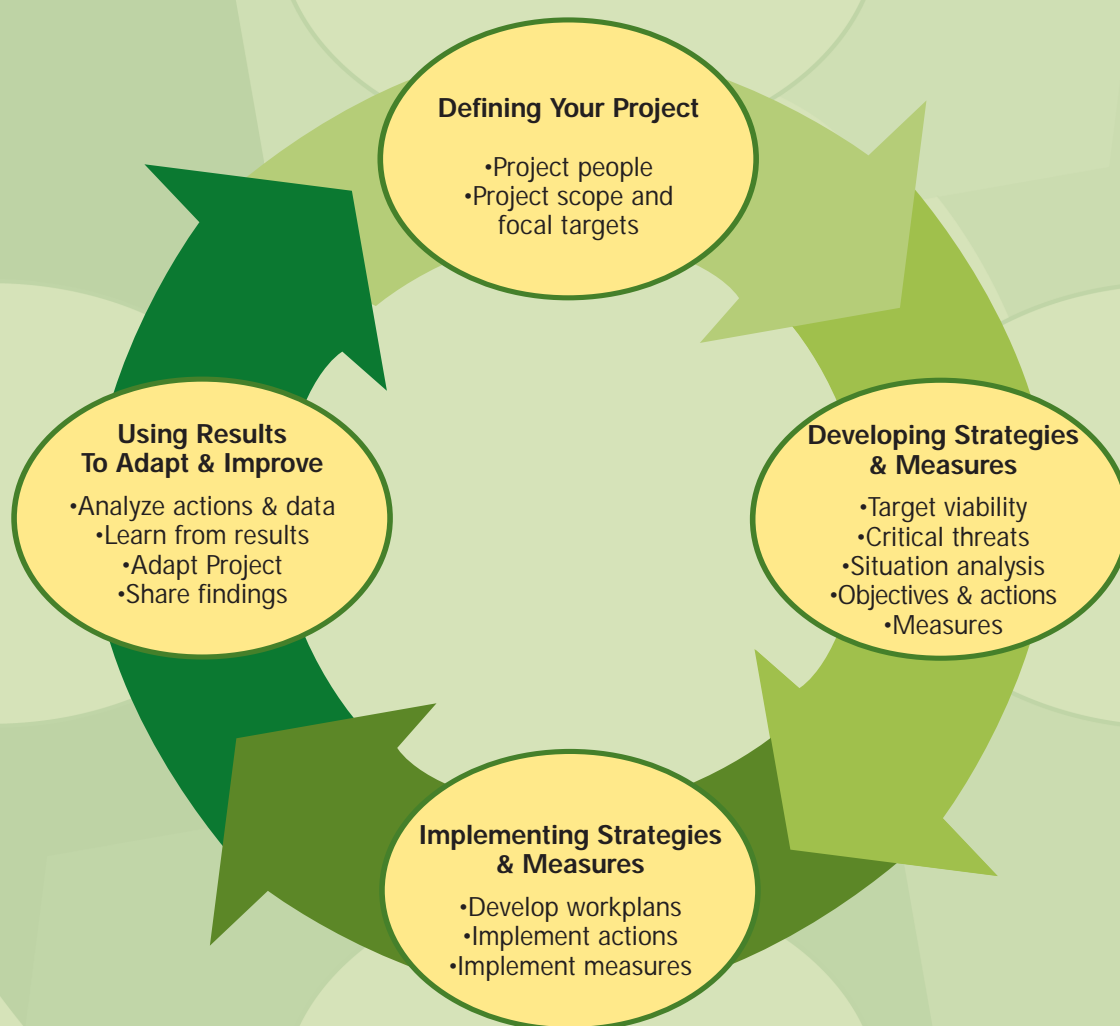 Defining Your Project
•Project people
•Project scope and
focal targets
Developing Strategies
& Measures
•Target viability
•Critical threats
•Situation analysis
•Objectives & actions
•Measures
Implementing Strategies
& Measures
•Develop workplans
•Implement actions
•Implement measures
Using Results
To Adapt & Improve
•Analyze actions & data
•Learn from results
•Adapt Project
•Share findings